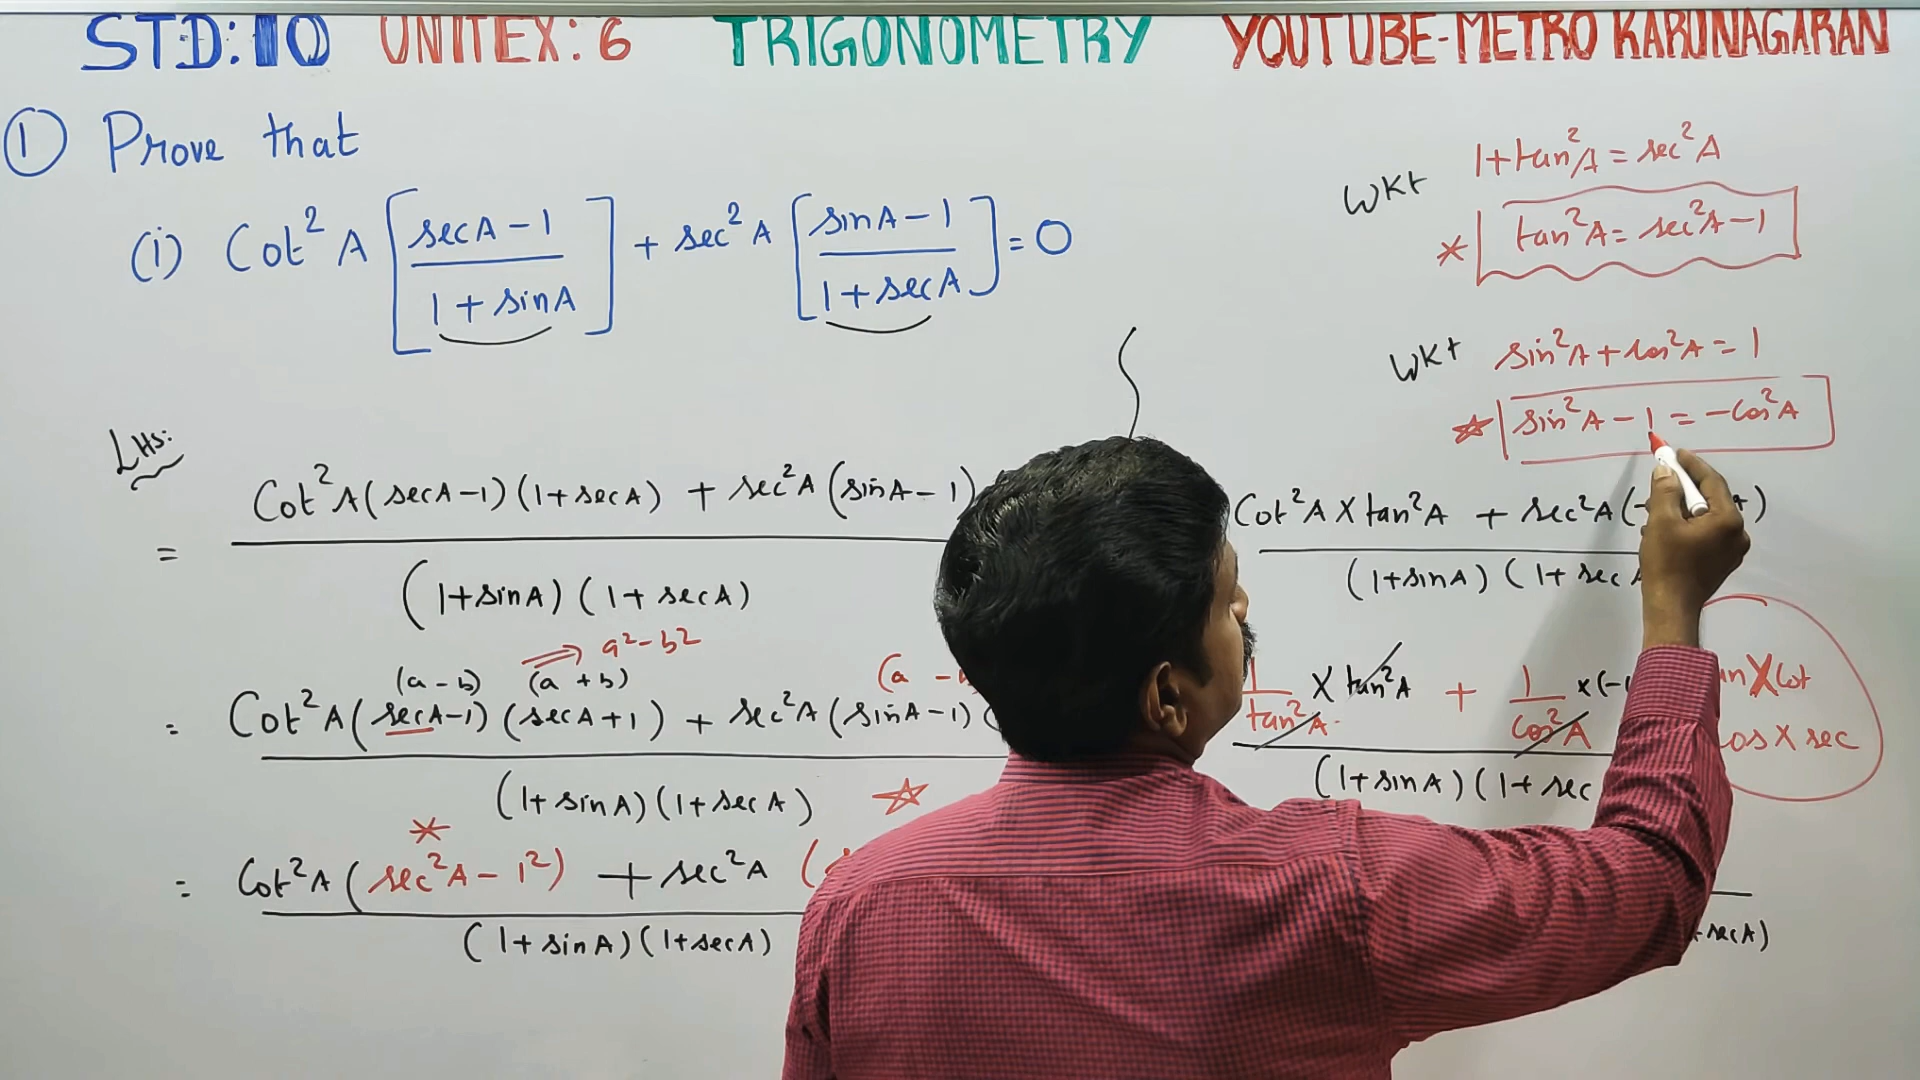 STD:10 UNITEX:6 TRIGONOMETRY YOUTUBE-METRO KARUNAGARAN
① Prove that
(i) Cot²A [secA-1 / 1+sinA] + sec²A [sinA-1 / 1+secA] = 0
LHS:
= Cot²A(secA-1)(1+secA) + sec²A(sinA-1)
(1+sinA)(1+secA)
a²-b²
(a-b) (a+b) (a -
= Cot²A(secA-1)(secA+1) + sec²A(sinA-1)(
(1+sinA)(1+secA) ☆
*
= Cot²A(sec²A-1²) + sec²A (
(1+sinA)(1+secA)
WKT 1+tan²A = sec²A
* tan²A = sec²A-1
WKT sin²A+cos²A = 1
☆ sin²A-1 = -Cos²A
Cot²A X tan²A + sec²A(-
(1+sinA)(1+sec
1/tan²A X tan²A + 1/cos²A x(-
(1+sinA)(1+sec
X Cot
X sec
secA)